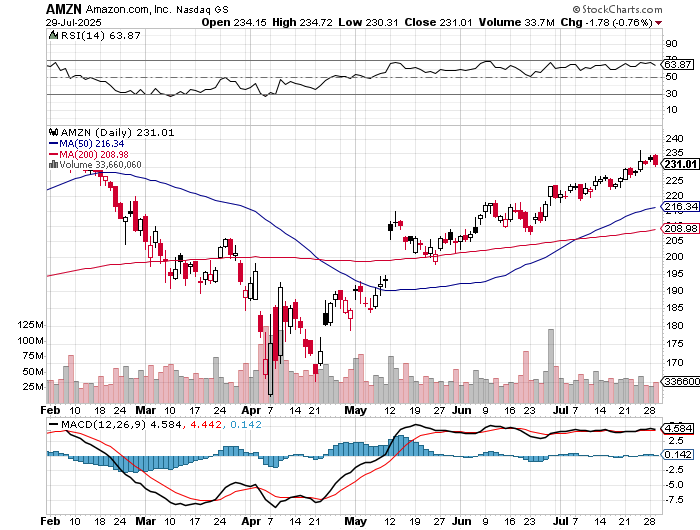 AMZN Amazon.com, Inc. Nasdaq GS © StockCharts.com
29-Jul-2025 Open 234.15 High 234.72 Low 230.31 Close 231.01 Volume 33.7M Chg -1.78 (-0.76%)
RSI(14) 63.87
90
70
63.87
50
30
10
AMZN (Daily) 231.01
MA(50) 216.34
MA(200) 208.98
Volume 33,660,060
240
235
231.01
225
220
216.34
215
210
208.98
205
200
195
190
185
180
175
170
165
125M
100M
75M
50M
25M
336600
Feb 10 18 24 Mar 10 17 24 Apr 7 14 21 May 12 19 27 Jun 9 16 23 Jul 7 14 21 28
MACD(12,26,9) 4.584, 4.442, 0.142
4.584
2.5
0.142
-2.5
-5.0
-7.5
Feb 10 18 24 Mar 10 17 24 Apr 7 14 21 May 12 19 27 Jun 9 16 23 Jul 7 14 21 28